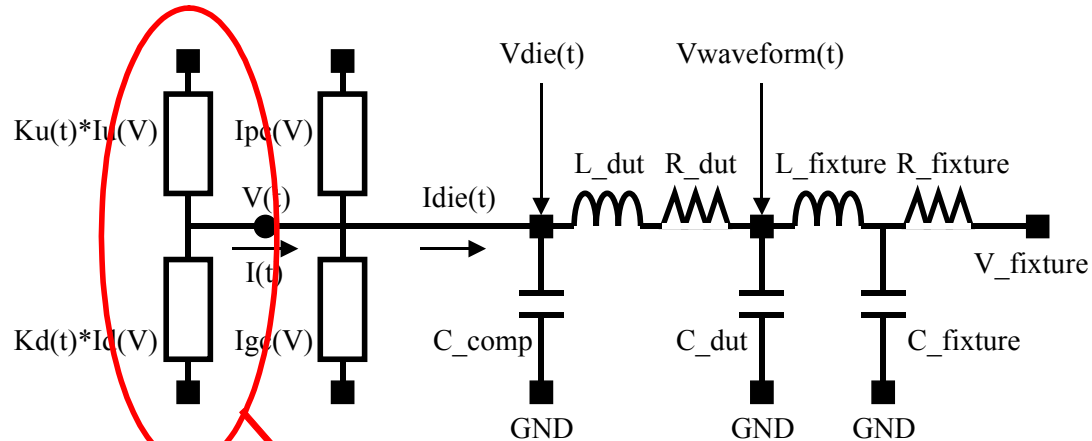 Vdie(t)
Vwaveform(t)
Ku(t)*Iu(V)
Ipc(V)
L_dut
R_dut
L_fixture
R_fixture
V(t)
Idie(t)
I(t)
V_fixture
Kd(t)*Id(V)
Igc(V)
C_comp
C_dut
C_fixture
GND
GND
GND